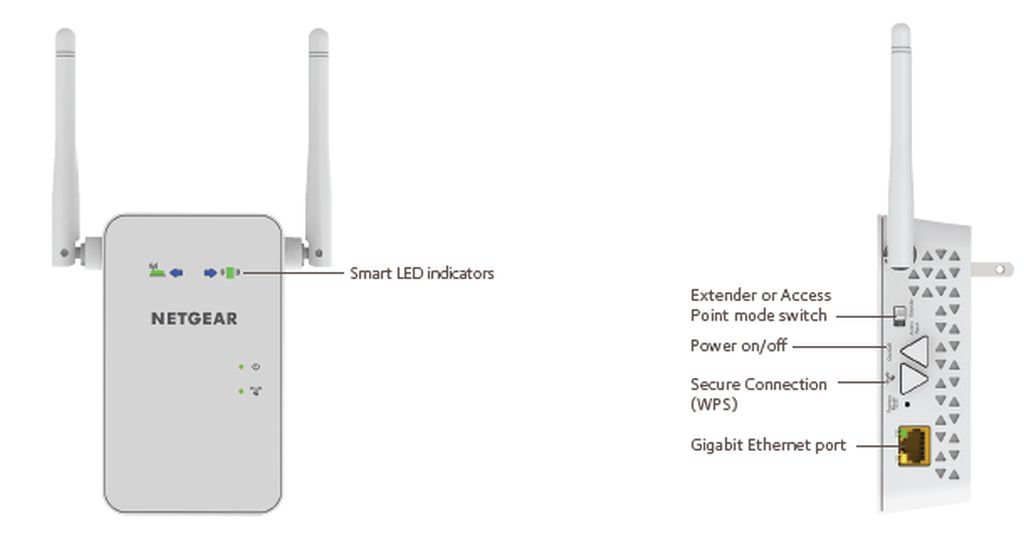 Smart LED indicators
NETGEAR
Extender or Access
Point mode switch
Power on/off
Secure Connection
(WPS)
Gigabit Ethernet port